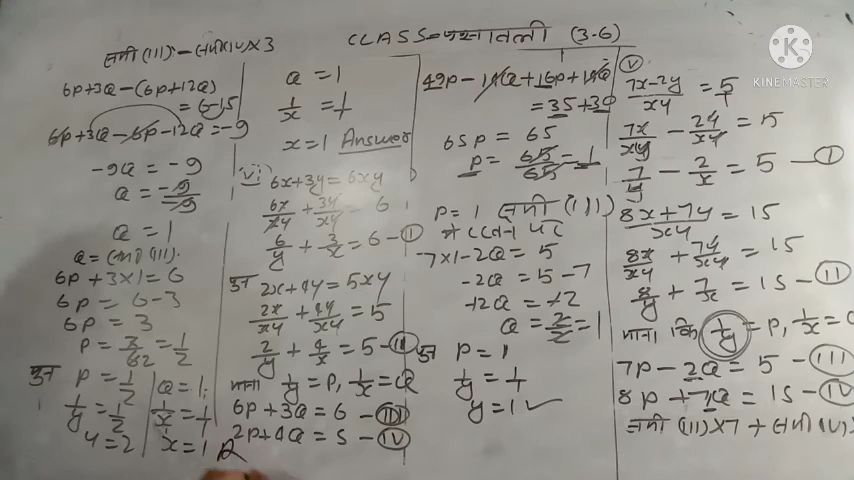 CLASS - प्रश्नावली (3.6)
KINEMASTER
(V)
7x-2y/xy = 5/1
7x/xy - 2y/xy = 5
7/y - 2/x = 5 - (I)
8x+7y/xy = 15
8x/xy + 7y/xy = 15
8/y + 7/x = 15 - (II)
माना कि 1/y = P, 1/x = Q
7P - 2Q = 5 - (III)
8P + 7Q = 15 - (IV)
समी (III)×7 + समी (IV)×
49P - 14Q + 16P + 14Q
= 35 + 30
65P = 65
P = 65/65 = 1
P = 1 समी (III)
में रखने पर
7×1-2Q = 5
-2Q = 5-7
-2Q = -2
Q = 2/2 = 1
P = 1
1/y = 1/1
y = 1
Q = 1
1/x = 1
x = 1 Answer
(Vi)
6x+3y = 6xy
6x/xy + 3y/xy = 6
6/y + 3/x = 6 - (I)
2x+4y = 5xy
2x/xy + 4y/xy = 5
2/y + 4/x = 5 - (II)
माना 1/y = P, 1/x = Q
6P+3Q = 6 - (III)
2P+4Q = 5 - (IV)
समी (III) - समी(IV)×3
6P+3Q-(6P+12Q)
= 6-15
6P+3Q-6P-12Q = -9
-9Q = -9
Q = -9/-9
Q = 1
6P+3×1 = 6
6P = 6-3
6P = 3
P = 3/6 2 = 1/2
P = 1/2
1/y = 1/2
y = 2
Q = 1
1/x = 1
x = 1